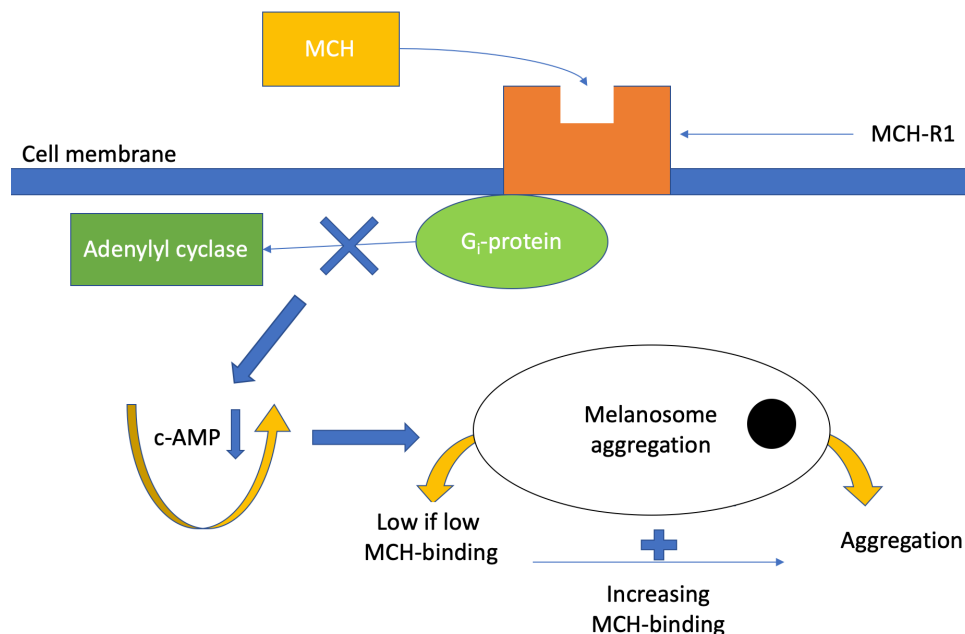 MCH
MCH-R1
Cell membrane
Adenylyl cyclase
Gᵢ-protein
c-AMP
Melanosome
aggregation
Low if low
MCH-binding
Aggregation
Increasing
MCH-binding